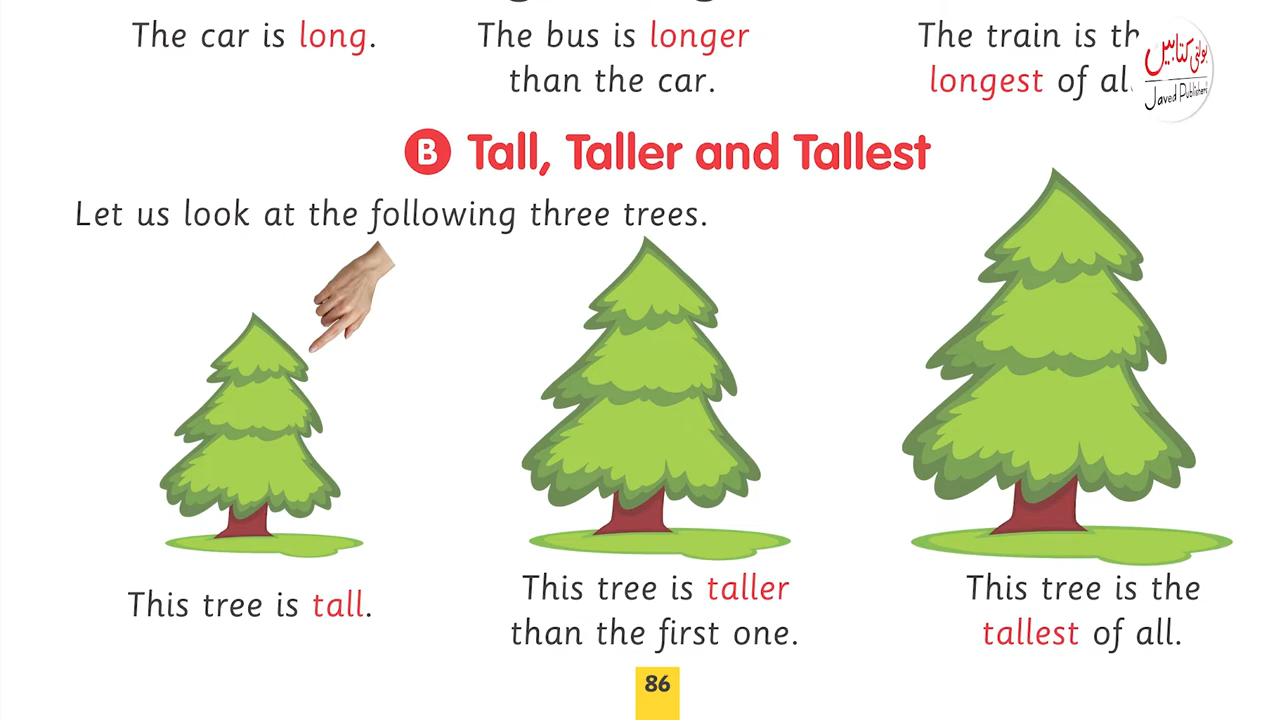 The car is long.
The bus is longer
than the car.
The train is th
longest of al
بولتی کتابیں
Javed Publishers
B Tall, Taller and Tallest
Let us look at the following three trees.
This tree is tall.
This tree is taller
than the first one.
This tree is the
tallest of all.
86